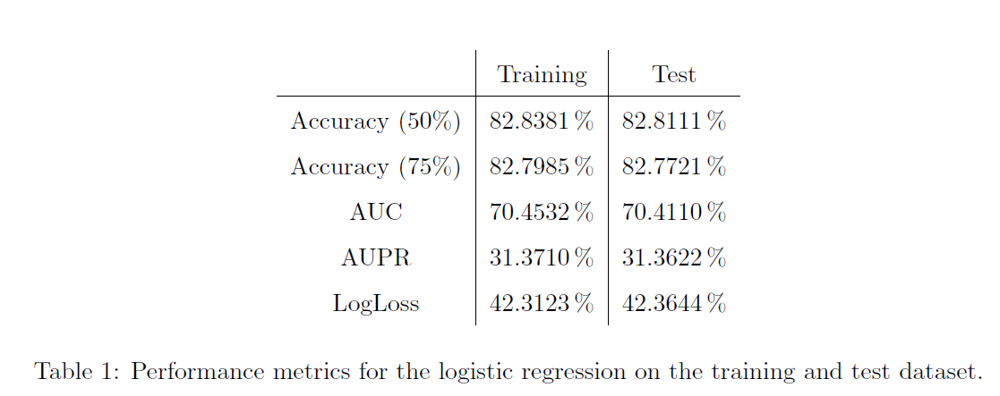 Training Test
Accuracy (50%) 82.8381 % 82.8111 %
Accuracy (75%) 82.7985 % 82.7721 %
AUC 70.4532 % 70.4110 %
AUPR 31.3710 % 31.3622 %
LogLoss 42.3123 % 42.3644 %
Table 1: Performance metrics for the logistic regression on the training and test dataset.